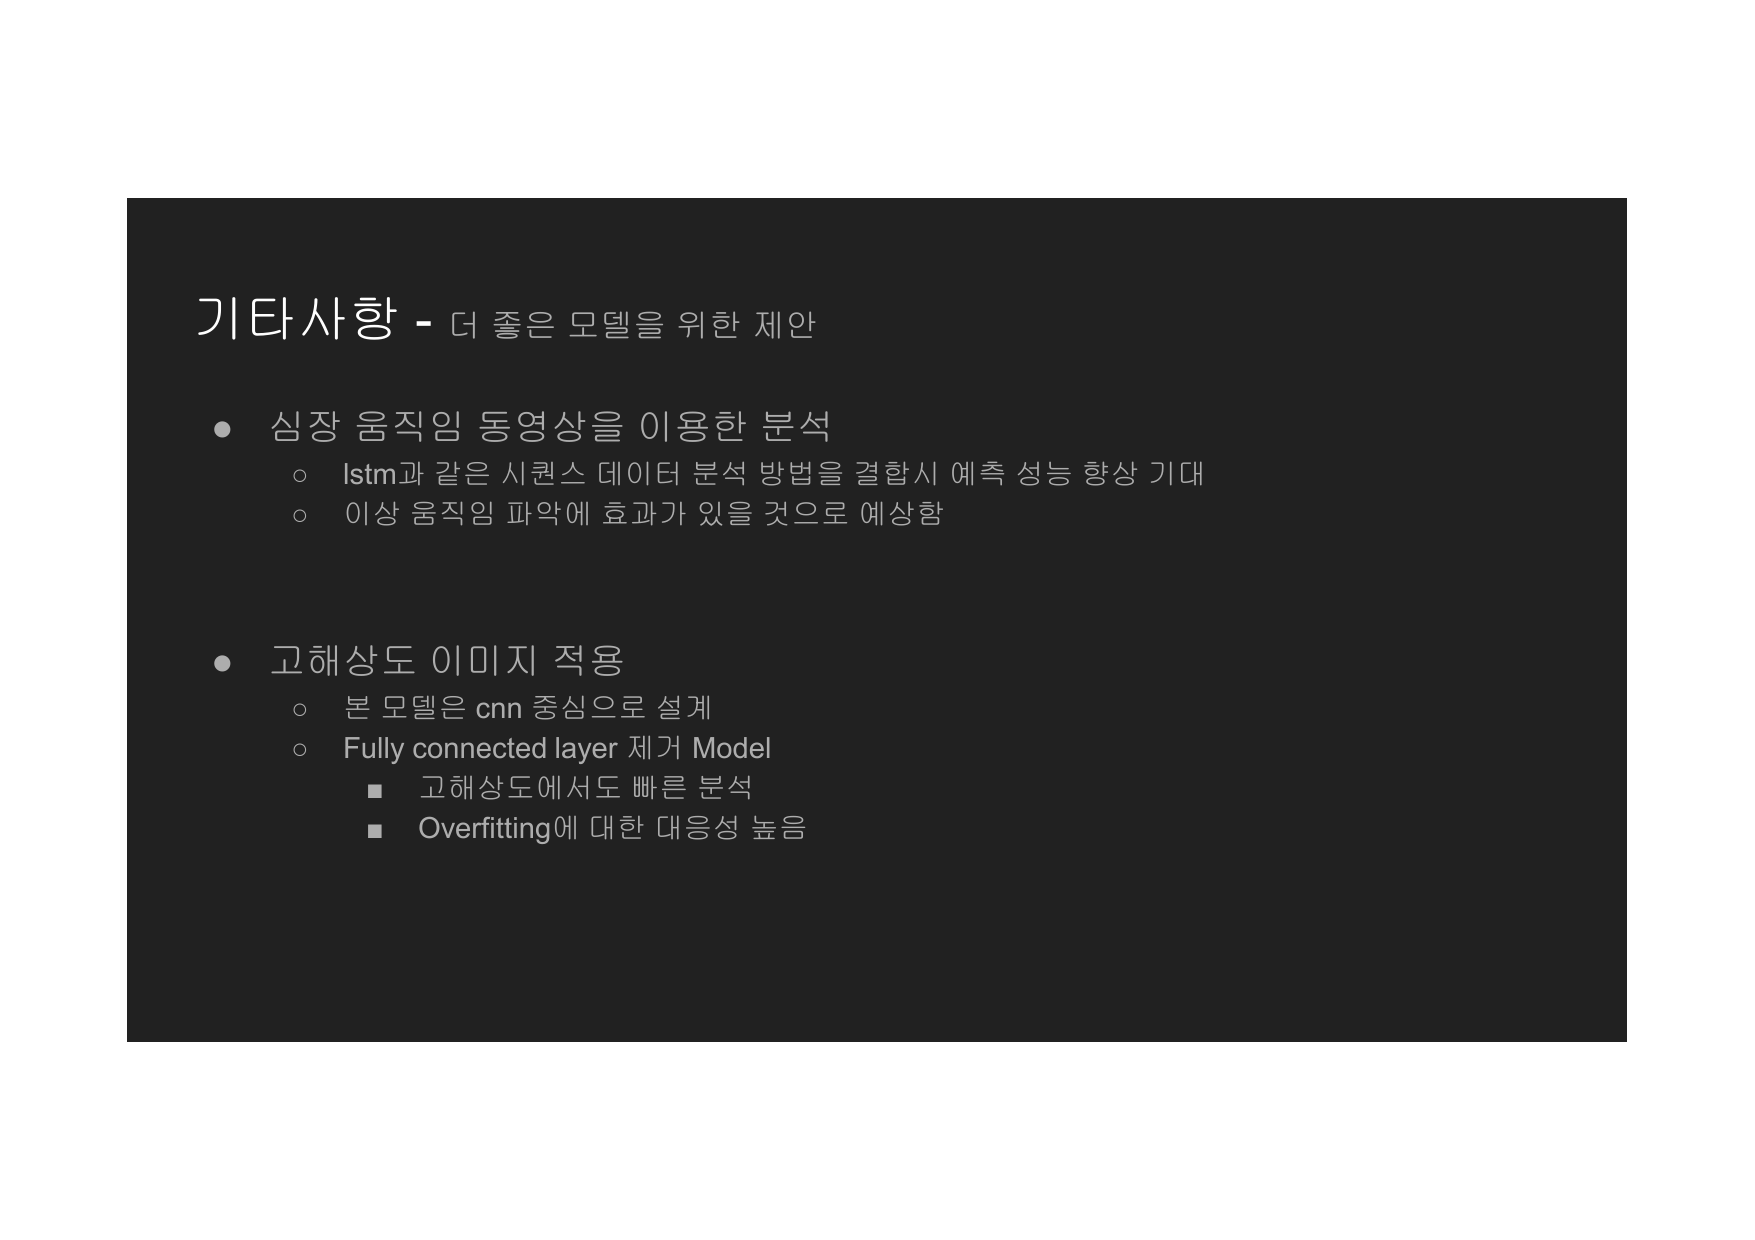 기타사항 - 더 좋은 모델을 위한 제안
● 심장 움직임 동영상을 이용한 분석
○ lstm과 같은 시퀀스 데이터 분석 방법을 결합시 예측 성능 향상 기대
○ 이상 움직임 파악에 효과가 있을 것으로 예상함
● 고해상도 이미지 적용
○ 본 모델은 cnn 중심으로 설계
○ Fully connected layer 제거 Model
■ 고해상도에서도 빠른 분석
■ Overfitting에 대한 대응성 높음